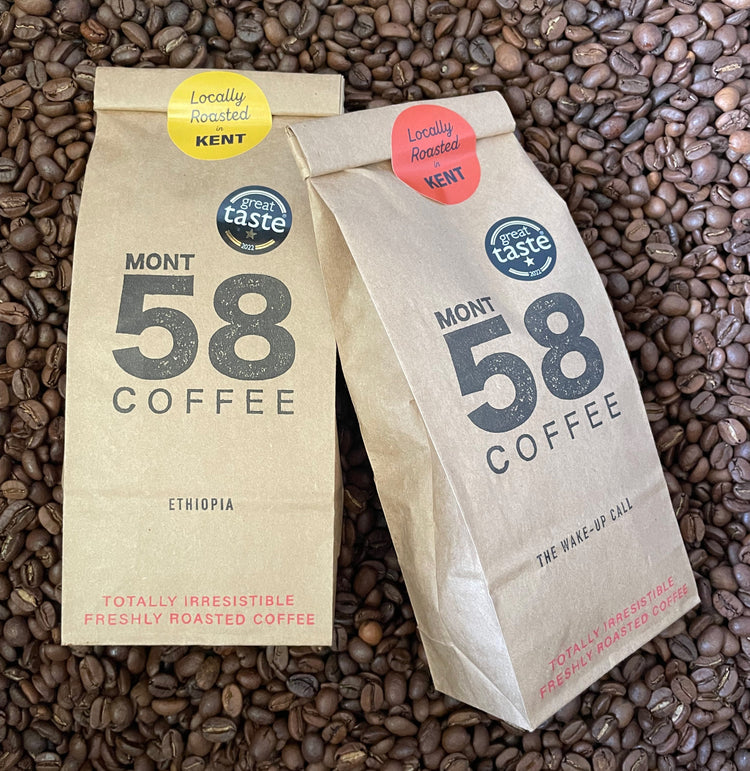 Locally
Roasted
in
KENT
great
taste
2022
MONT
58
COFFEE
ETHIOPIA
TOTALLY IRRESISTIBLE
FRESHLY ROASTED COFFEE
Locally
Roasted
in
KENT
great
taste
2022
MONT
58
COFFEE
THE WAKE-UP CALL
TOTALLY IRRESISTIBLE
FRESHLY ROASTED COFFEE